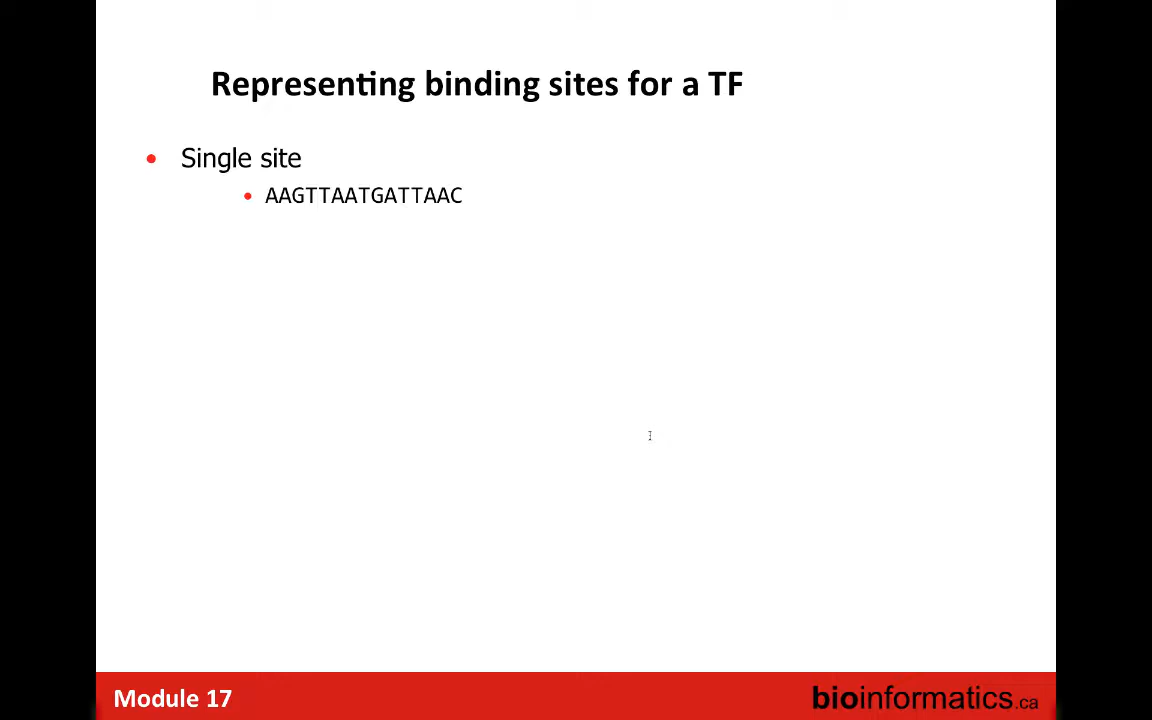 Representing binding sites for a TF
• Single site
• AAGTTAATGATTAAC
Module 17
bioinformatics.ca